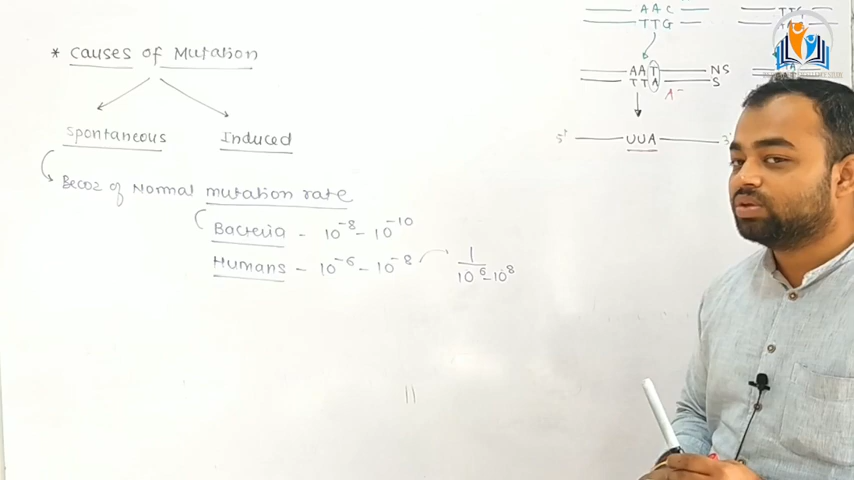 * Causes of Mutation
Spontaneous Induced
Becoz of Normal mutation rate
Bacteria - 10⁻⁸ - 10⁻¹⁰
Humans - 10⁻⁶ - 10⁻⁸
1
10⁶-10⁸
AAC
TTG
AAT NS
TTA S
A⁻
5' UUA 3'